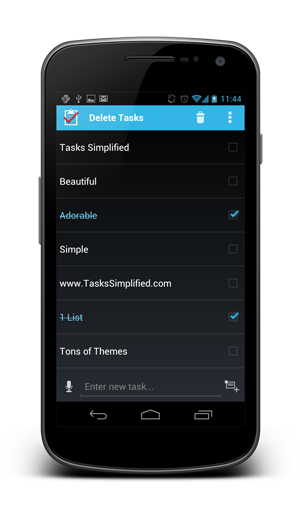 11:44
Delete Tasks
Tasks Simplified
Beautiful
Adorable
Simple
www.TasksSimplified.com
1 List
Tons of Themes
Enter new task...